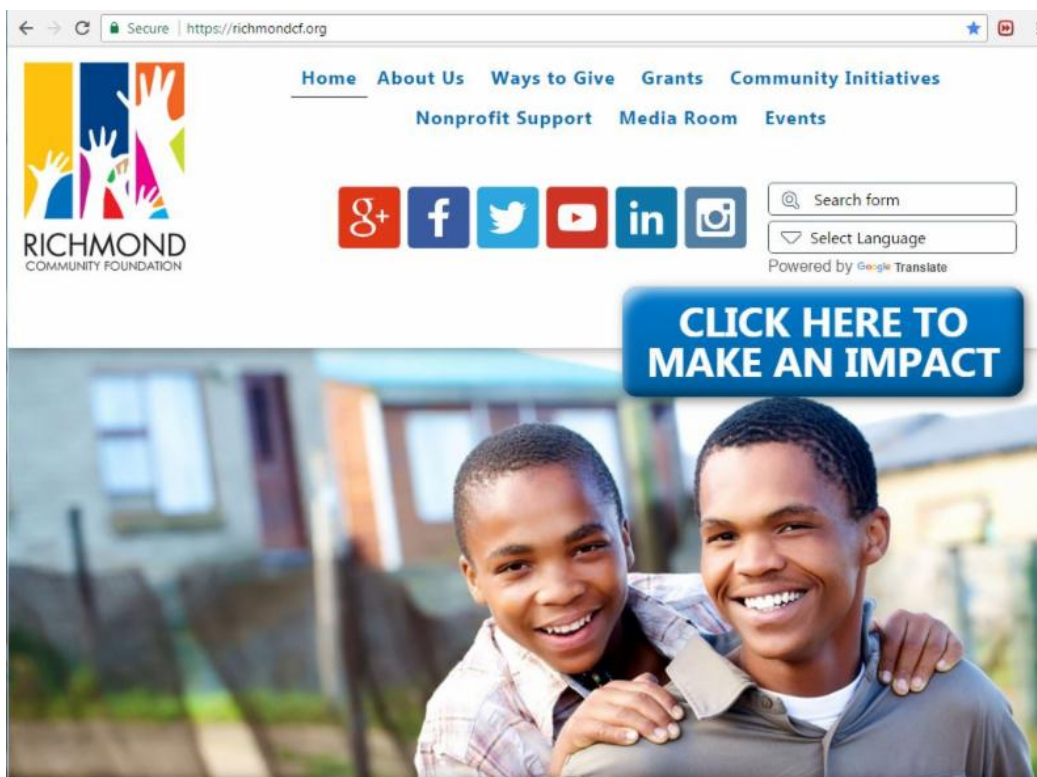 Secure | https://richmondcf.org
Home About Us Ways to Give Grants Community Initiatives
Nonprofit Support Media Room Events
RICHMOND
COMMUNITY FOUNDATION
g+ f in
Search form
Select Language
Powered by Google Translate
CLICK HERE TO
MAKE AN IMPACT